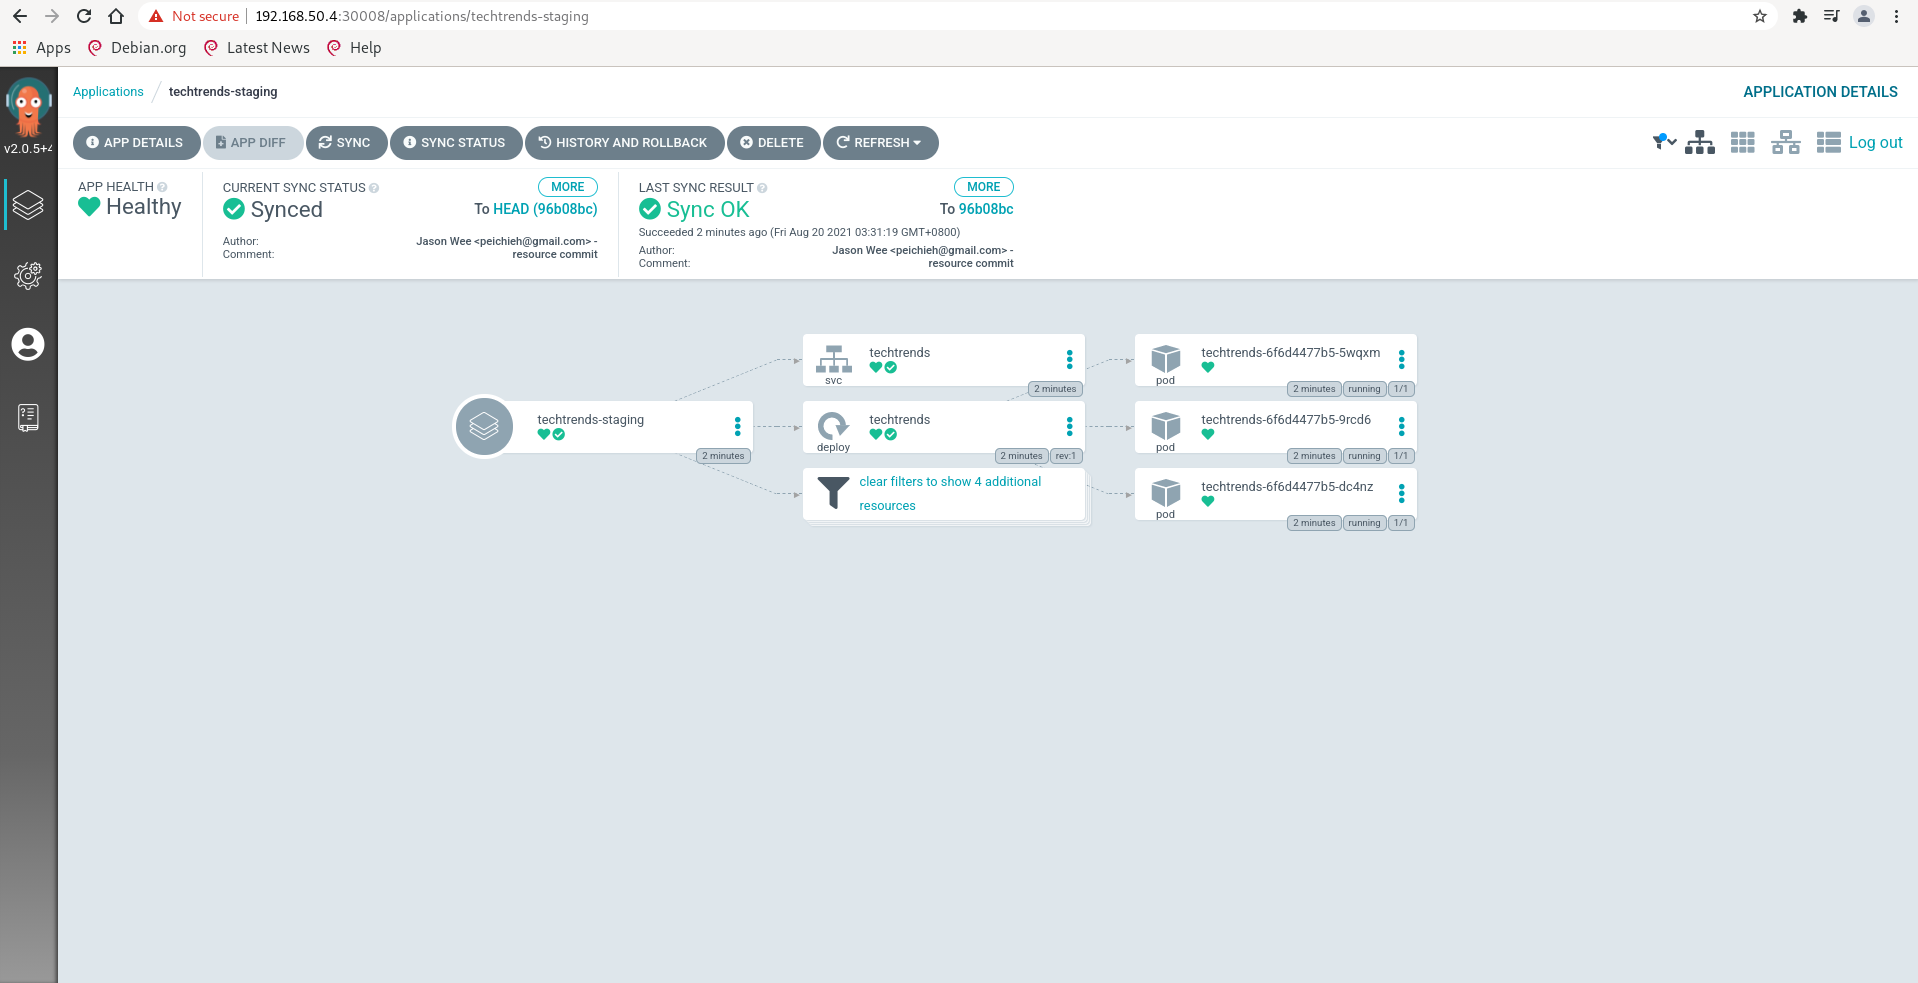 Not secure | 192.168.50.4:30008/applications/techtrends-staging
Apps Debian.org Latest News Help
Applications / techtrends-staging APPLICATION DETAILS
v2.0.5+4
APP DETAILS APP DIFF SYNC SYNC STATUS HISTORY AND ROLLBACK DELETE REFRESH Log out
APP HEALTH CURRENT SYNC STATUS MORE LAST SYNC RESULT MORE
Healthy Synced To HEAD (96b08bc) Sync OK To 96b08bc
Succeeded 2 minutes ago (Fri Aug 20 2021 03:31:19 GMT+0800)
Author: Jason Wee <peichieh@gmail.com> - Author: Jason Wee <peichieh@gmail.com> -
Comment: resource commit Comment: resource commit
techtrends techtrends-6f6d4477b5-5wqxm
svc pod
2 minutes 2 minutes running 1/1
techtrends-staging techtrends techtrends-6f6d4477b5-9rcd6
deploy pod
2 minutes 2 minutes rev:1 2 minutes running 1/1
clear filters to show 4 additional techtrends-6f6d4477b5-dc4nz
resources
pod
2 minutes running 1/1